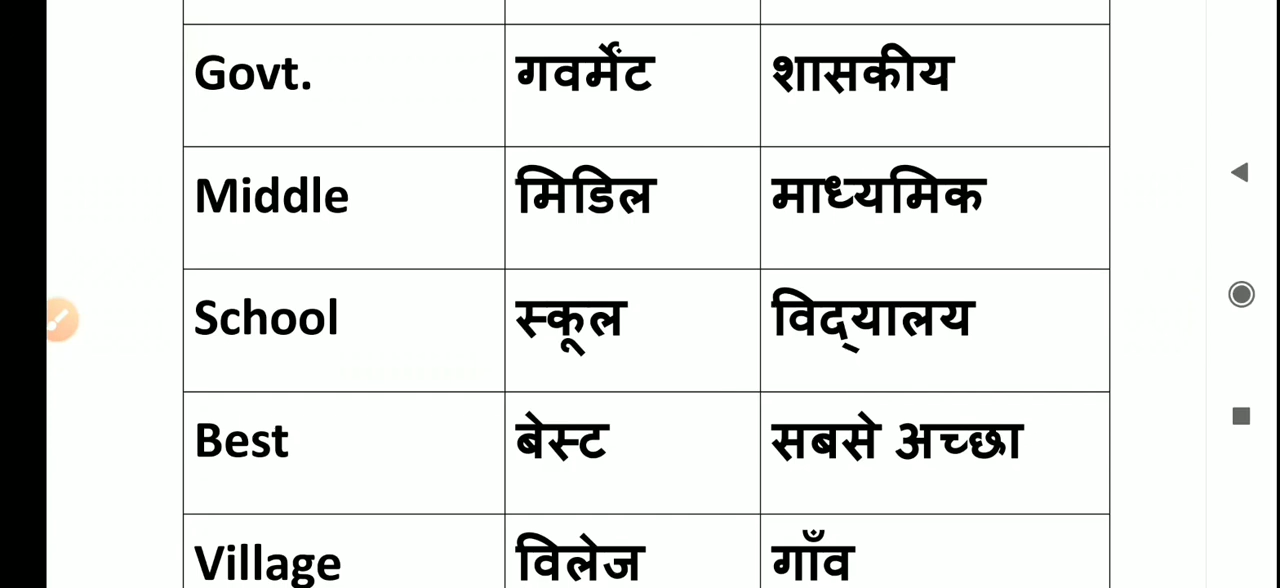 Govt. गवर्मेंट शासकीय
Middle मिडिल माध्यमिक
School स्कूल विद्‌यालय
Best बेस्ट सबसे अच्छा
Village विलेज गाँव